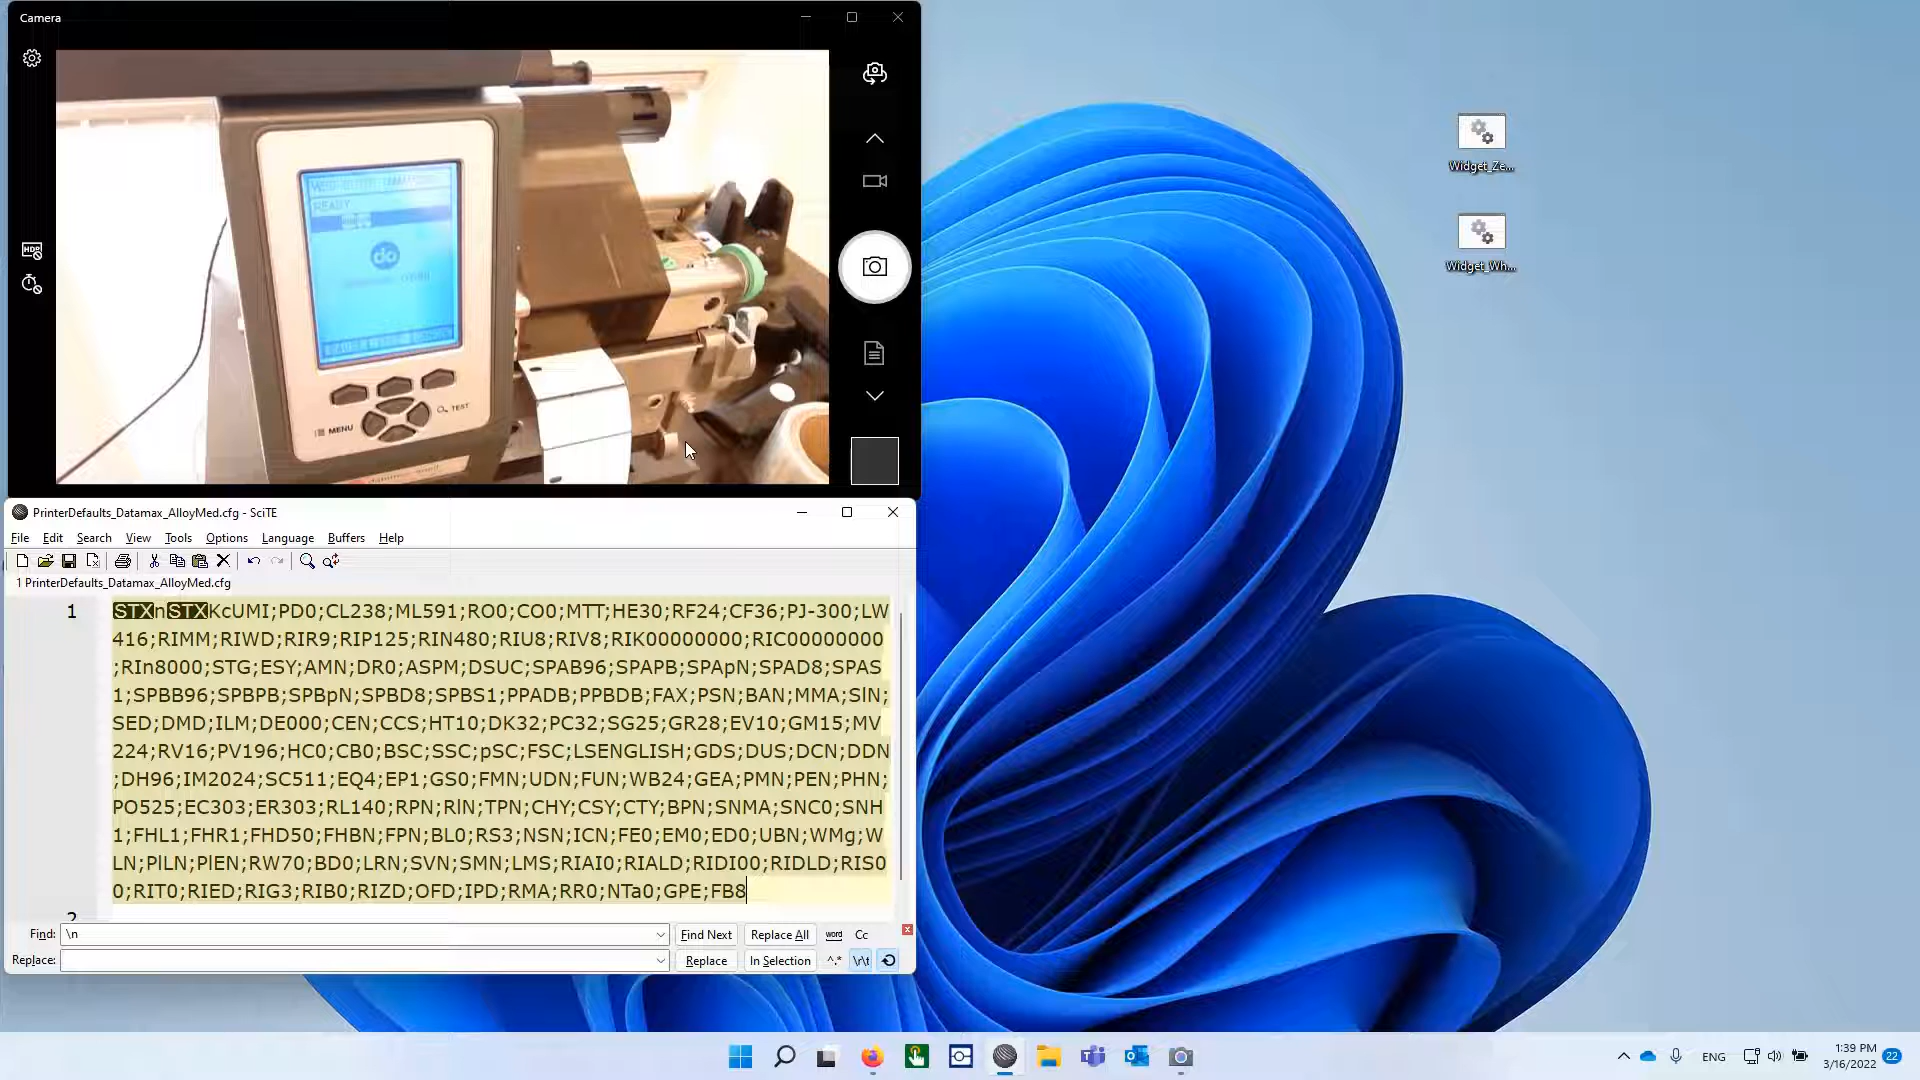 Camera
READY
MENU
TEST
PrinterDefaults_Datamax_AlloyMed.cfg - SciTE
File Edit Search View Tools Options Language Buffers Help
1 PrinterDefaults_Datamax_AlloyMed.cfg
1 STXnSTXKcUMI;PD0;CL238;ML591;RO0;CO0;MTT;HE30;RF24;CF36;PJ-300;LW
416;RIMM;RIWD;RIR9;RIP125;RIN480;RIU8;RIV8;RIK00000000;RIC00000000
;RIn8000;STG;ESY;AMN;DR0;ASPM;DSUC;SPAB96;SPAPB;SPApN;SPAD8;SPAS
1;SPBB96;SPBPB;SPBpN;SPBD8;SPBS1;PPADB;PPBDB;FAX;PSN;BAN;MMA;SlN;
SED;DMD;ILM;DE000;CEN;CCS;HT10;DK32;PC32;SG25;GR28;EV10;GM15;MV
224;RV16;PV196;HC0;CB0;BSC;SSC;pSC;FSC;LSENGLISH;GDS;DUS;DCN;DDN
;DH96;IM2024;SC511;EQ4;EP1;GS0;FMN;UDN;FUN;WB24;GEA;PMN;PEN;PHN;
PO525;EC303;ER303;RL140;RPN;RlN;TPN;CHY;CSY;CTY;BPN;SNMA;SNC0;SNH
1;FHL1;FHR1;FHD50;FHBN;FPN;BL0;RS3;NSN;ICN;FE0;EM0;ED0;UBN;WMg;W
LN;PlLN;PlEN;RW70;BD0;LRN;SVN;SMN;LMS;RIAI0;RIALD;RIDI00;RIDLD;RIS0
0;RIT0;RIED;RIG3;RIB0;RIZD;OFD;IPD;RMA;RR0;NTa0;GPE;FB8
2
Find: \n Find Next Replace All word Cc
Replace: Replace In Selection ^.* \r\t
Widget_Ze...
Widget_Wh...
ENG
1:39 PM
3/16/2022
22